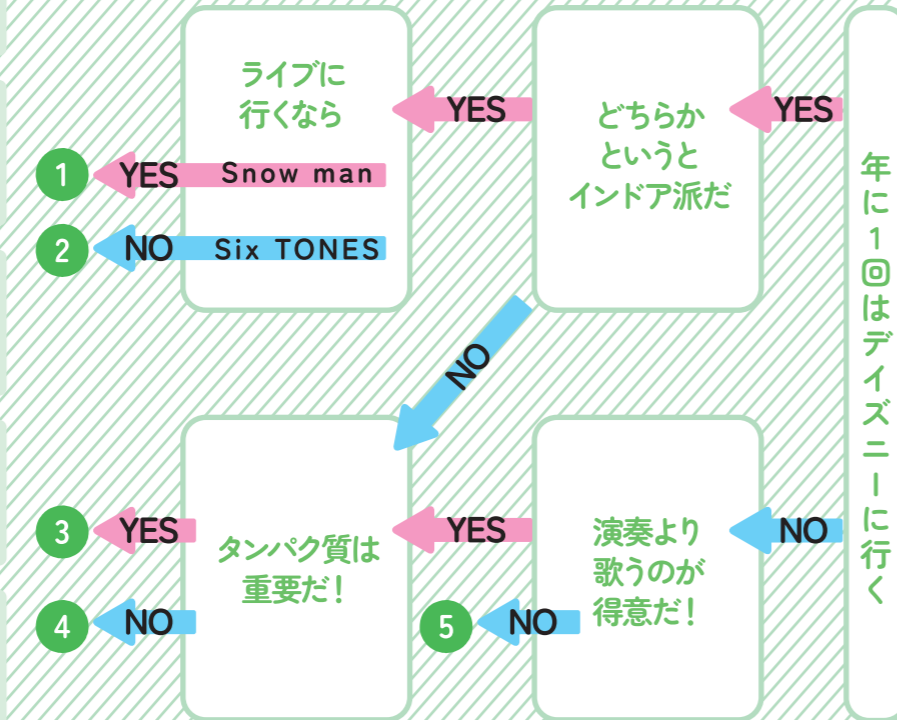 年に1回はディズニーに行く
YES
どちらか
というと
インドア派だ
YES
ライブに
行くなら
YES Snow man
1
NO Six TONES
2
NO
NO
演奏より
歌うのが
得意だ!
YES
NO
5
タンパク質は
重要だ!
YES
3
NO
4